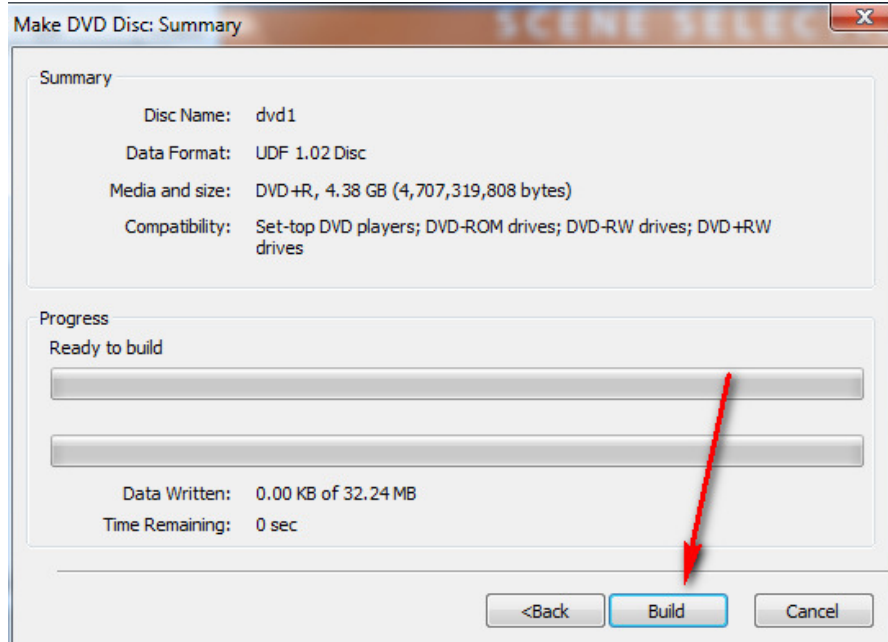 SCENE SELEC
Make DVD Disc: Summary
Summary
Disc Name: dvd1
Data Format: UDF 1.02 Disc
Media and size: DVD+R, 4.38 GB (4,707,319,808 bytes)
Compatibility: Set-top DVD players; DVD-ROM drives; DVD-RW drives; DVD+RW
drives
Progress
Ready to build
Data Written: 0.00 KB of 32.24 MB
Time Remaining: 0 sec
<Back Build Cancel